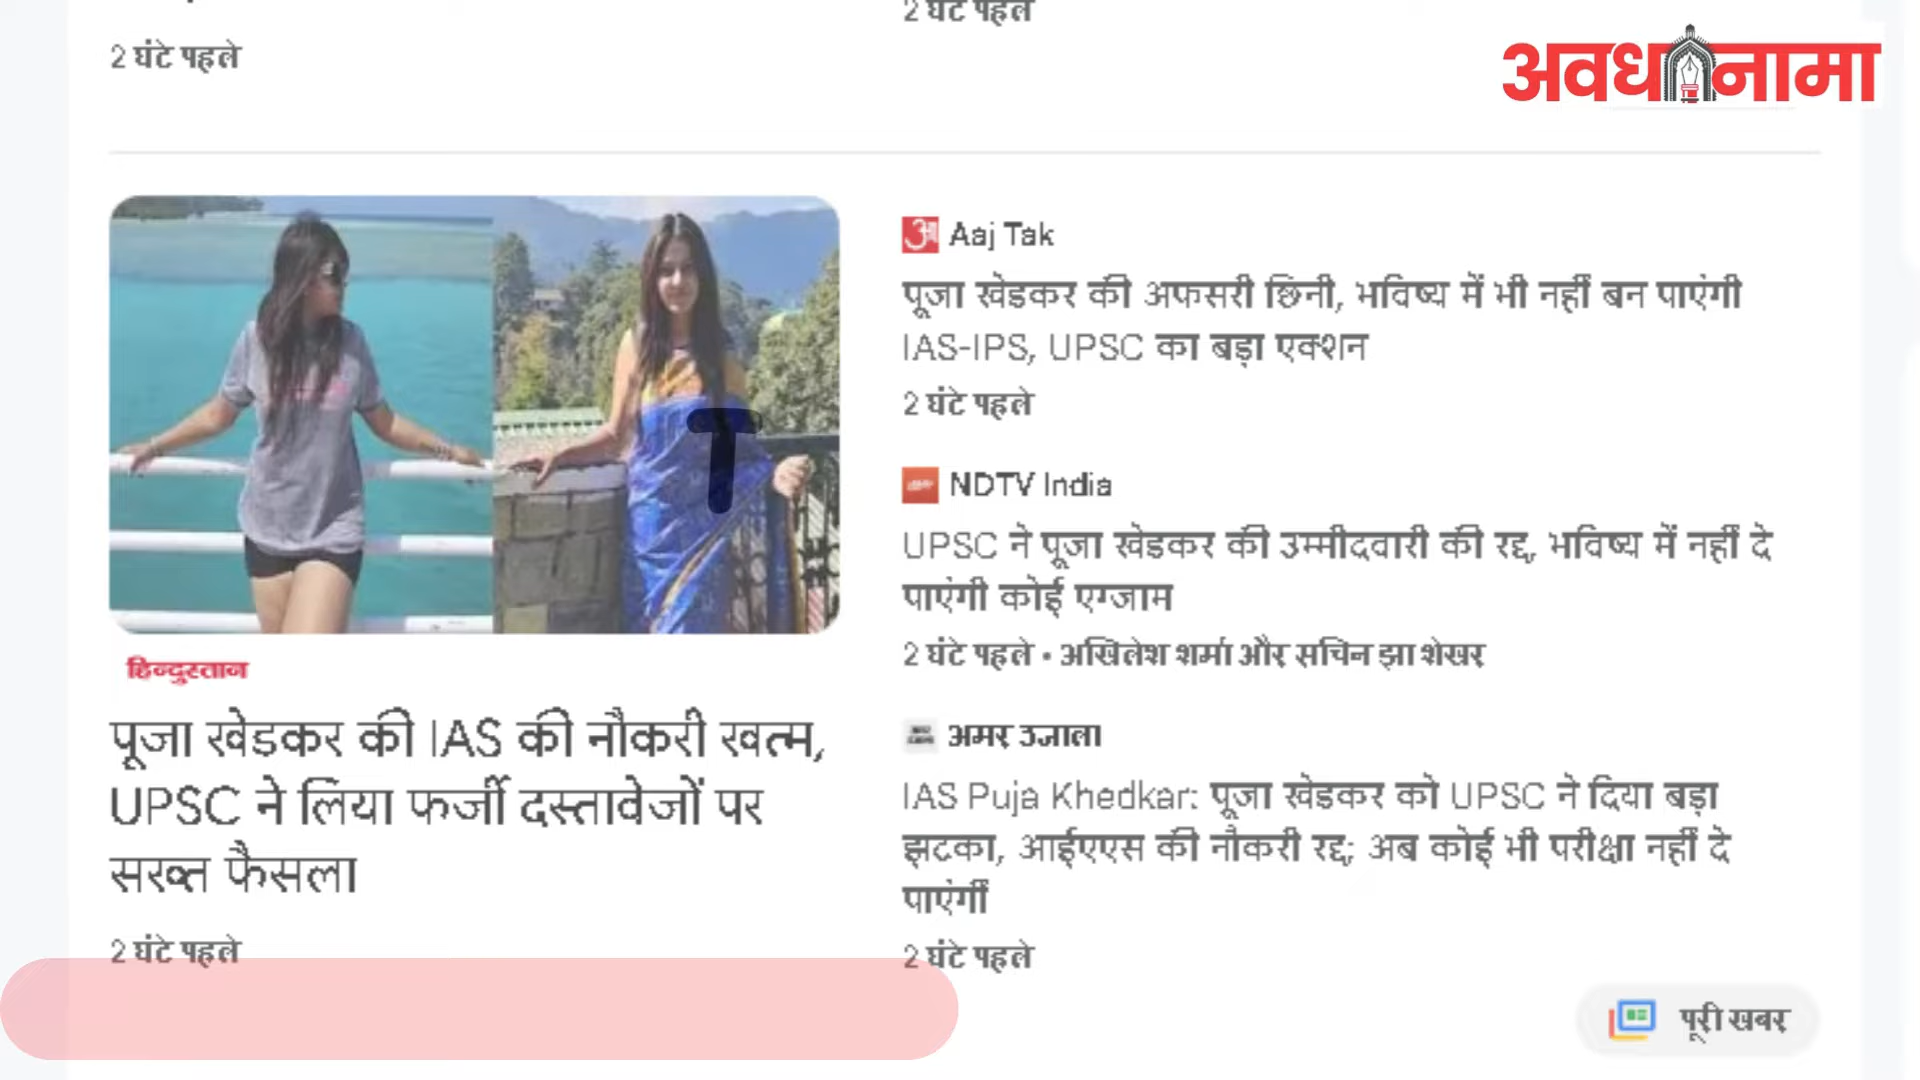 2 घंटे पहले
2 घंटे पहले
अवधनामा
हिन्दुस्तान
पूजा खेडकर की IAS की नौकरी खत्म,
UPSC ने लिया फर्जी दस्तावेजों पर
सख्त फैसला
2 घंटे पहले
Aaj Tak
पूजा खेडकर की अफसरी छिनी, भविष्य में भी नहीं बन पाएंगी
IAS-IPS, UPSC का बड़ा एक्शन
2 घंटे पहले
NDTV India
UPSC ने पूजा खेडकर की उम्मीदवारी की रद्द, भविष्य में नहीं दे
पाएंगी कोई एग्जाम
2 घंटे पहले • अखिलेश शर्मा और सचिन झा शेखर
अमर उजाला
IAS Puja Khedkar: पूजा खेडकर को UPSC ने दिया बड़ा
झटका, आईएएस की नौकरी रद्द; अब कोई भी परीक्षा नहीं दे
पाएंगीं
2 घंटे पहले
पूरी खबर
T